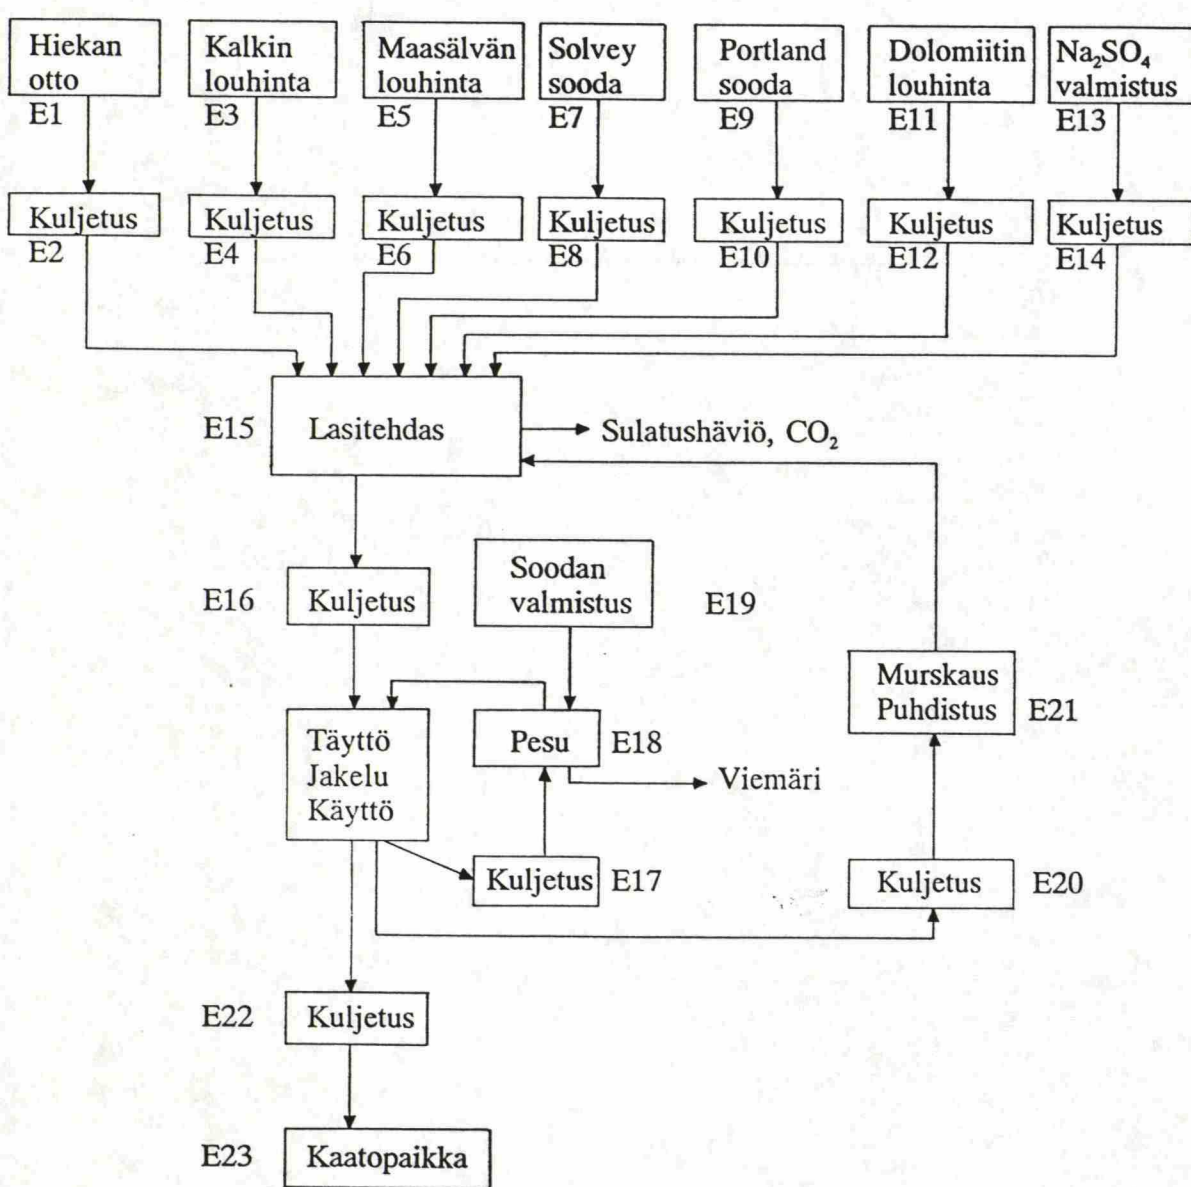 Hiekan
otto
E1
Kalkin
louhinta
E3
Maasälvän
louhinta
E5
Solvey
sooda
E7
Portland
sooda
E9
Dolomiitin
louhinta
E11
Na₂SO₄
valmistus
E13
Kuljetus
E2
Kuljetus
E4
Kuljetus
E6
Kuljetus
E8
Kuljetus
E10
Kuljetus
E12
Kuljetus
E14
E15
Lasitehdas
Sulatushäviö, CO₂
E16
Kuljetus
Soodan
valmistus
E19
Murskaus
Puhdistus
E21
Täyttö
Jakelu
Käyttö
Pesu
E18
Viemäri
Kuljetus
E17
Kuljetus
E20
E22
Kuljetus
E23
Kaatopaikka